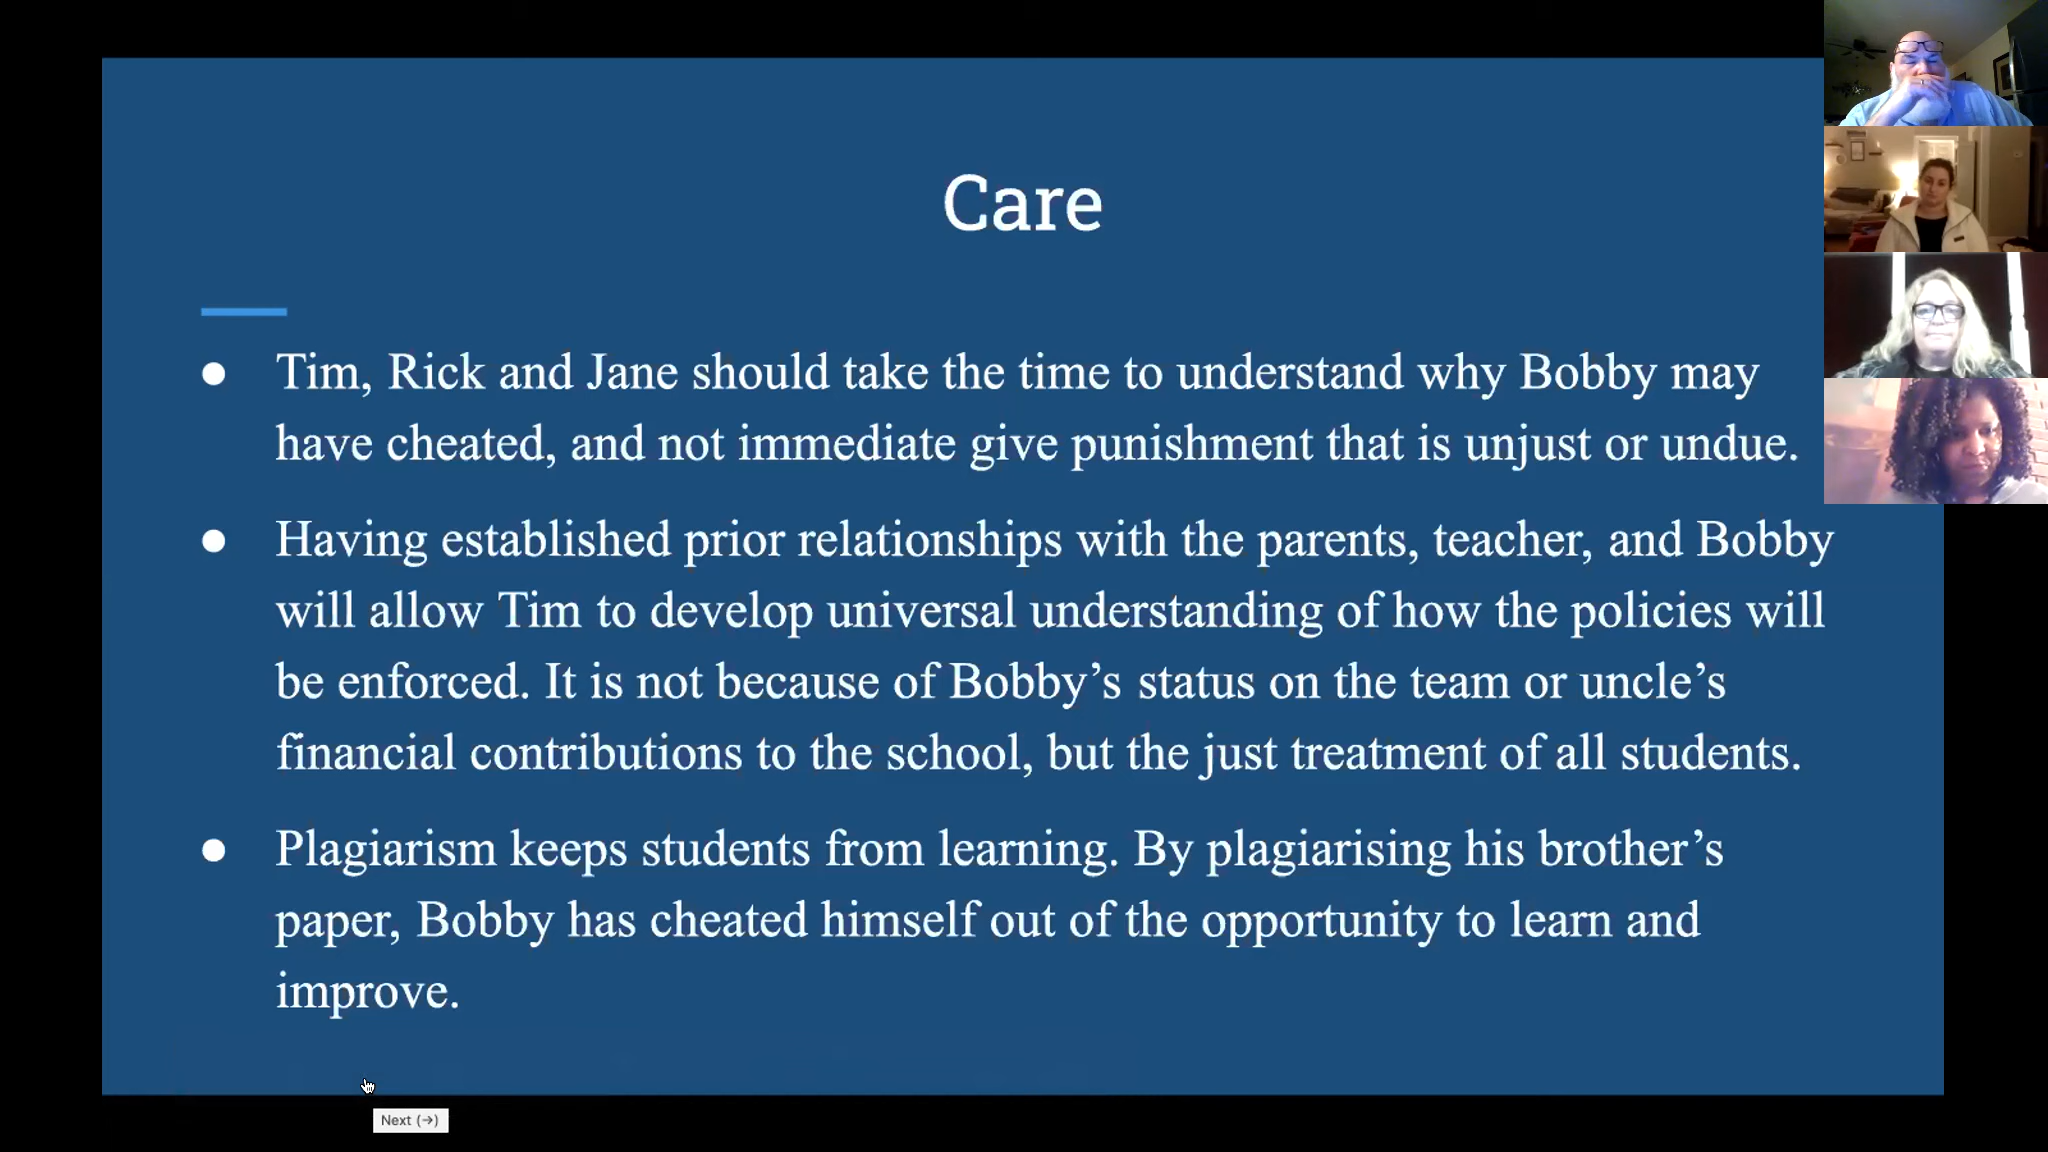 Care
● Tim, Rick and Jane should take the time to understand why Bobby may
have cheated, and not immediate give punishment that is unjust or undue.
● Having established prior relationships with the parents, teacher, and Bobby
will allow Tim to develop universal understanding of how the policies will
be enforced. It is not because of Bobby’s status on the team or uncle’s
financial contributions to the school, but the just treatment of all students.
● Plagiarism keeps students from learning. By plagiarising his brother’s
paper, Bobby has cheated himself out of the opportunity to learn and
improve.
Next (→)